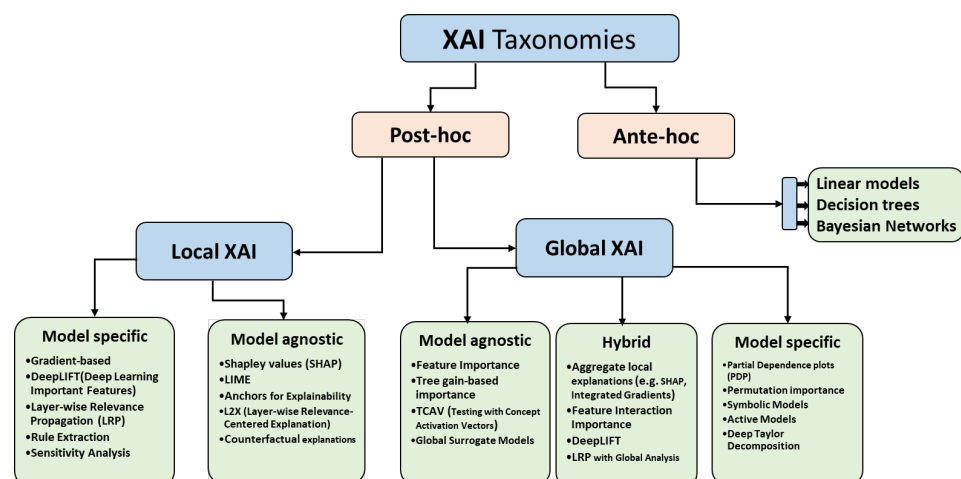 XAI Taxonomies
Post-hoc
Ante-hoc
Linear models
Decision trees
Bayesian Networks
Local XAI
Global XAI
Model specific
•Gradient-based
•DeepLIFT(Deep Learning
Important Features)
•Layer-wise Relevance
Propagation (LRP)
•Rule Extraction
•Sensitivity Analysis
Model agnostic
•Shapley values (SHAP)
•LIME
•Anchors for Explainability
•L2X (Layer-wise Relevance-
Centered Explanation)
•Counterfactual explanations
Model agnostic
•Feature Importance
•Tree gain-based
importance
•TCAV (Testing with Concept
Activation Vectors)
•Global Surrogate Models
Hybrid
•Aggregate local
explanations (e.g. SHAP,
Integrated Gradients)
•Feature Interaction
Importance
•DeepLIFT
•LRP with Global Analysis
Model specific
•Partial Dependence plots
(PDP)
•Permutation importance
•Symbolic Models
•Active Models
•Deep Taylor
Decomposition